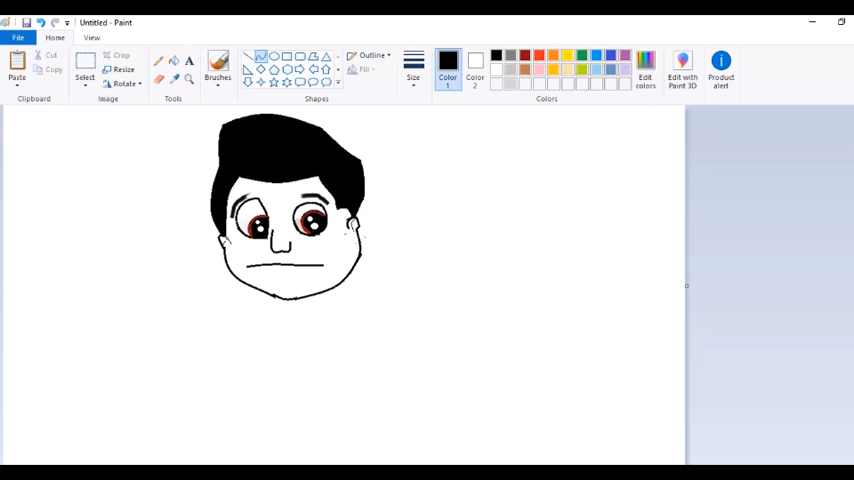 Untitled - Paint
File Home View
Paste
Cut
Copy
Clipboard
Select
Crop
Resize
Rotate
Image
A
Tools
Brushes
Outline
Fill
Shapes
Size
Color
1
Color
2
Edit
colors
Colors
Edit with
Paint 3D
Product
alert